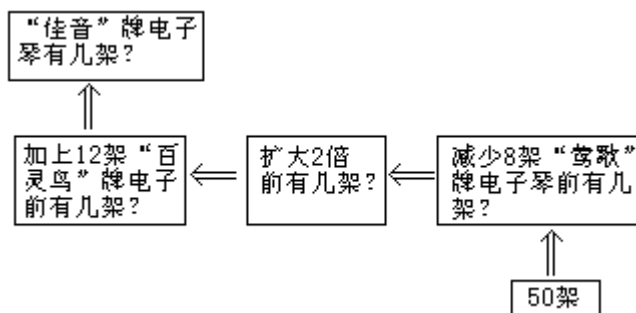 “佳音”牌电子
琴有几架?
加上12架“百
灵鸟”牌电子
前有几架?
扩大2倍
前有几架?
减少8架“莺歌”
牌电子琴前有几
架?
50架